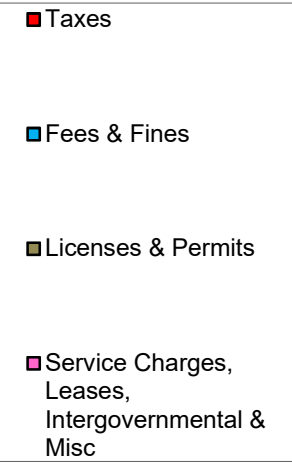 Taxes
Fees & Fines
Licenses & Permits
Service Charges,
Leases,
Intergovernmental &
Misc